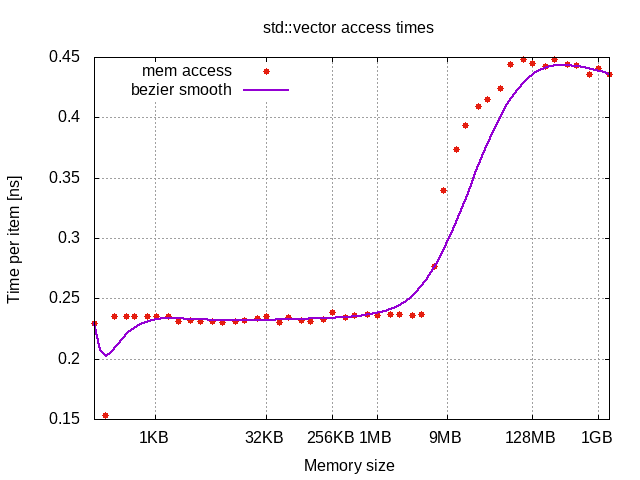 std::vector access times
mem access
bezier smooth
0.45
0.4
0.35
0.3
0.25
0.2
0.15
Time per item [ns]
1KB 32KB 256KB 1MB 9MB 128MB 1GB
Memory size